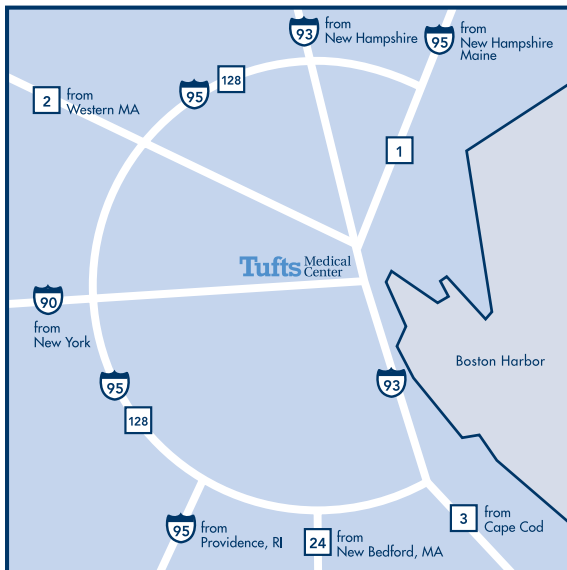 93
from
New Hampshire
95
from
New Hampshire
Maine
2
from
Western MA
95
128
1
Tufts Medical
Center
90
from
New York
Boston Harbor
93
95
128
95
from
Providence, RI
24
from
New Bedford, MA
3
from
Cape Cod